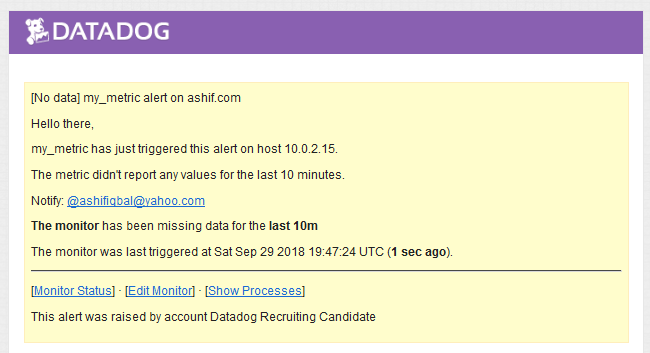 DATADOG
[No data] my_metric alert on ashif.com
Hello there,
my_metric has just triggered this alert on host 10.0.2.15.
The metric didn't report any values for the last 10 minutes.
Notify: @ashifiqbal@yahoo.com
The monitor has been missing data for the last 10m
The monitor was last triggered at Sat Sep 29 2018 19:47:24 UTC (1 sec ago).
[Monitor Status] · [Edit Monitor] · [Show Processes]
This alert was raised by account Datadog Recruiting Candidate